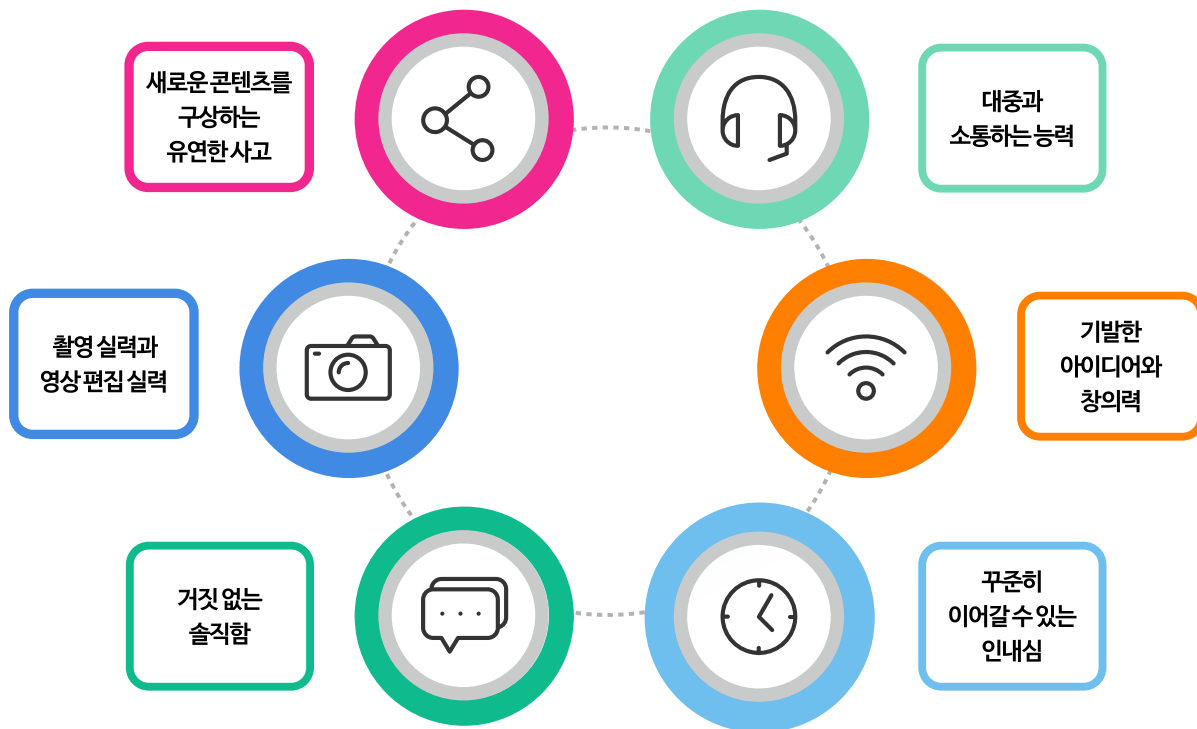 새로운 콘텐츠를
구상하는
유연한 사고
대중과
소통하는 능력
촬영 실력과
영상 편집 실력
기발한
아이디어와
창의력
거짓 없는
솔직함
꾸준히
이어갈 수 있는
인내심